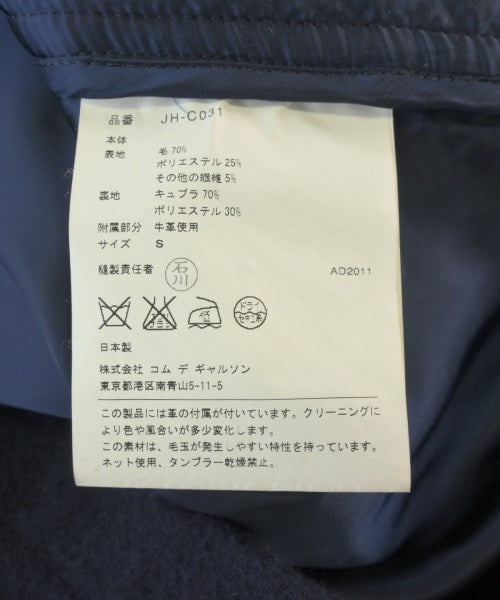 品番 JH-C031
本体
表地 毛 70%
ポリエステル 25%
その他の繊維 5%
裏地 キュプラ 70%
ポリエステル 30%
附属部分 牛革使用
サイズ S
縫製責任者 石川 AD2011
ドライ セキユ系
日本製
株式会社 コム デ ギャルソン
東京都港区南青山5-11-5
この製品には革の付属が付いています。クリーニングに
より色や風合いが多少変化します。
この素材は、毛玉が発生しやすい特性を持っています。
ネット使用、タンブラー乾燥禁止。